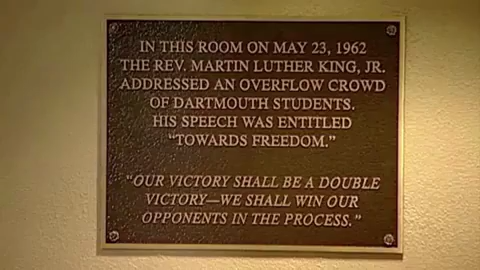 IN THIS ROOM ON MAY 23, 1962
THE REV. MARTIN LUTHER KING, JR.
ADDRESSED AN OVERFLOW CROWD
OF DARTMOUTH STUDENTS.
HIS SPEECH WAS ENTITLED
“TOWARDS FREEDOM.”
“OUR VICTORY SHALL BE A DOUBLE
VICTORY—WE SHALL WIN OUR
OPPONENTS IN THE PROCESS.”